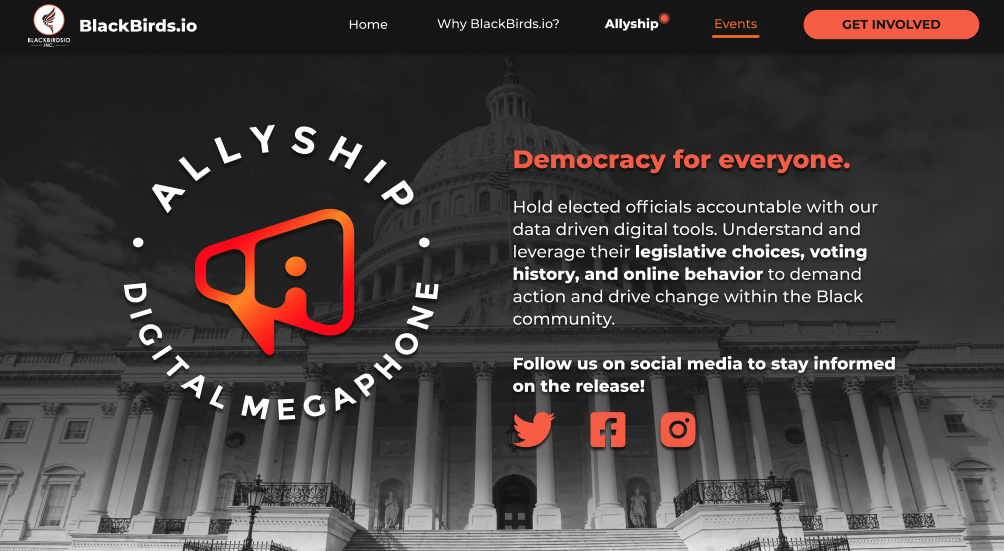 BLACKBIRDSIO
INC.
BlackBirds.io
Home
Why BlackBirds.io?
Allyship
Events
GET INVOLVED
ALLYSHIP
DIGITAL MEGAPHONE
Democracy for everyone.
Hold elected officials accountable with our
data driven digital tools. Understand and
leverage their legislative choices, voting
history, and online behavior to demand
action and drive change within the Black
community.
Follow us on social media to stay informed
on the release!